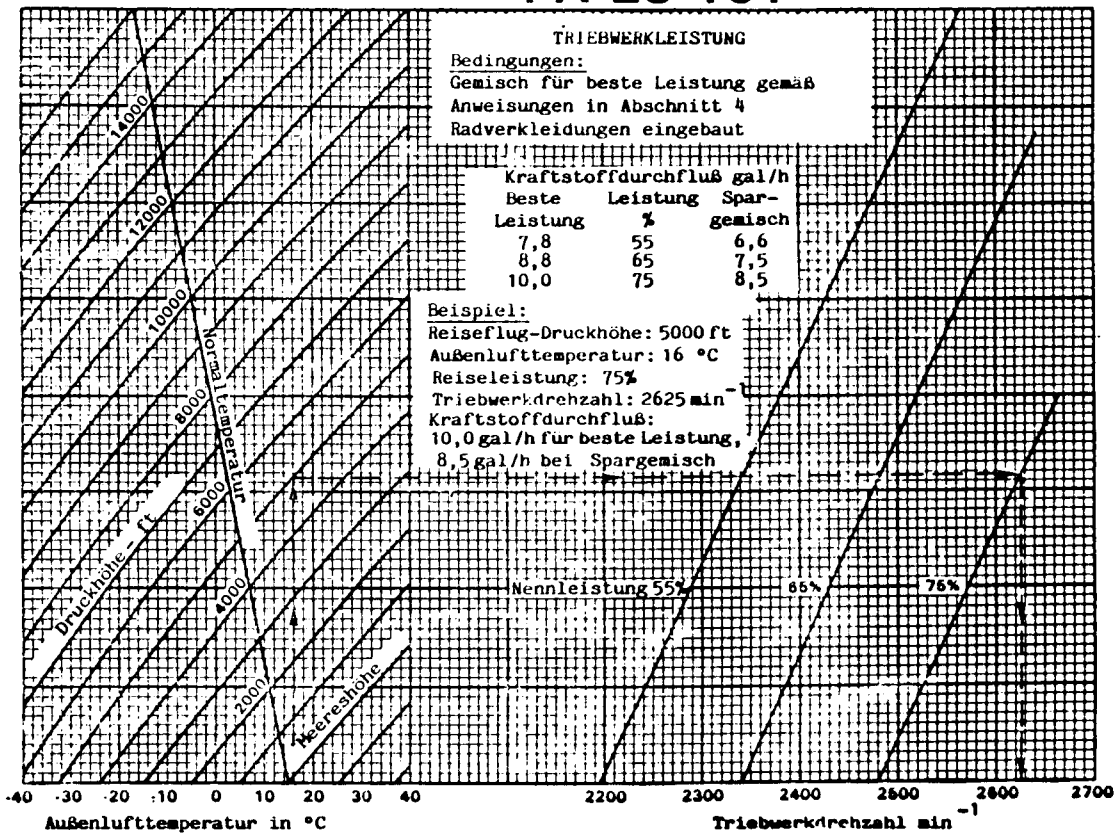 TRIEBWERKLEISTUNG
Bedingungen:
Gemisch für beste Leistung gemäß
Anweisungen in Abschnitt 4
Radverkleidungen eingebaut
Kraftstoffdurchfluß gal/h
Beste Leistung Spar-
Leistung % gemisch
7,8 55 6,6
8,8 65 7,5
10,0 75 8,5
Beispiel:
Reiseflug-Druckhöhe: 5000 ft
Außenlufttemperatur: 16 °C
Reiseleistung: 75%
Triebwerkdrehzahl: 2625 min⁻¹
Kraftstoffdurchfluß:
10,0 gal/h für beste Leistung,
8,5 gal/h bei Spargemisch
14000
12000
10000
8000
6000
4000
2000
Normaltemperatur
Druckhöhe - ft
Meereshöhe
Nennleistung 55%
65%
75%
-40 -30 -20 -10 0 10 20 30 40
2200 2300 2400 2500 2600 2700
Außenlufttemperatur in °C
Triebwerkdrehzahl min⁻¹